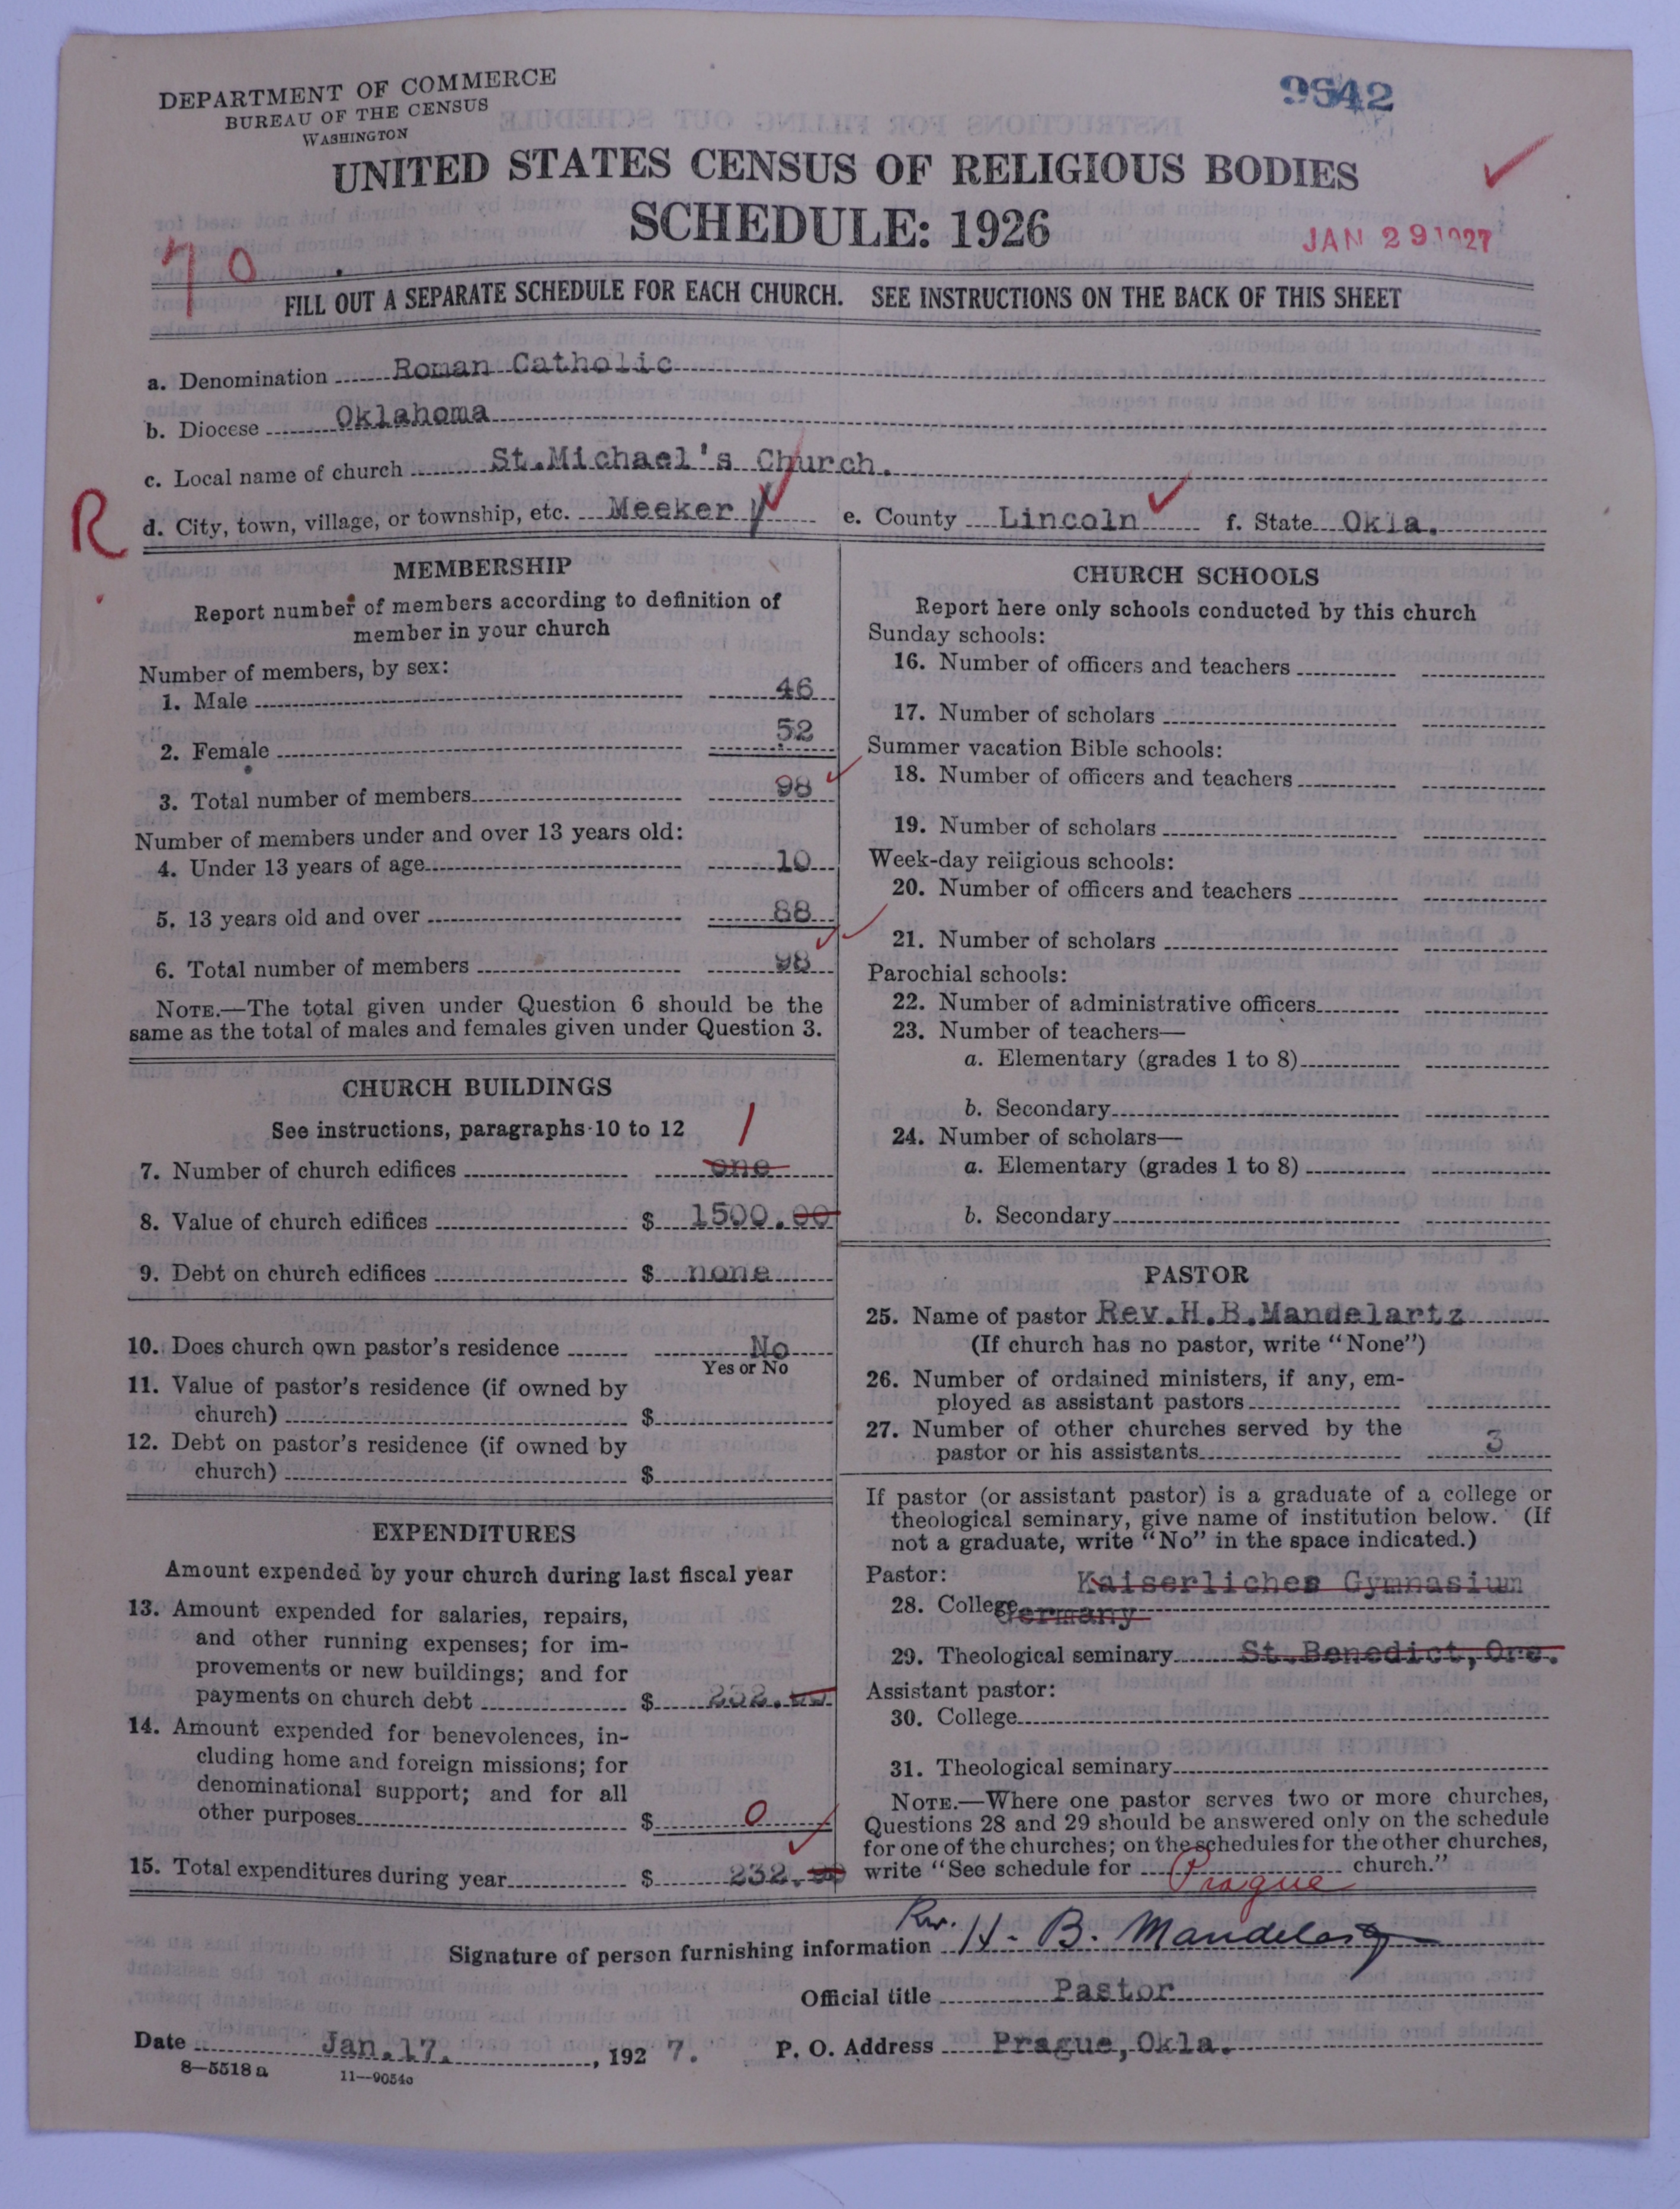 DEPARTMENT OF COMMERCE
BUREAU OF THE CENSUS
WASHINGTON
9542
UNITED STATES CENSUS OF RELIGIOUS BODIES
SCHEDULE: 1926
JAN 29 1927
70
FILL OUT A SEPARATE SCHEDULE FOR EACH CHURCH. SEE INSTRUCTIONS ON THE BACK OF THIS SHEET
a. Denomination Roman Catholic
b. Diocese Oklahoma
c. Local name of church St.Michael's Church.
R
d. City, town, village, or township, etc. Meeker e. County Lincoln f. State Okla.
MEMBERSHIP
Report number of members according to definition of
member in your church
Number of members, by sex:
1. Male 46
2. Female 52
3. Total number of members 98
Number of members under and over 13 years old:
4. Under 13 years of age 10
5. 13 years old and over 88
6. Total number of members 98
NOTE.—The total given under Question 6 should be the
same as the total of males and females given under Question 3.
CHURCH BUILDINGS
See instructions, paragraphs 10 to 12
1
7. Number of church edifices one
8. Value of church edifices $ 1500.00
9. Debt on church edifices $ none
10. Does church own pastor's residence No
Yes or No
11. Value of pastor's residence (if owned by
church) $
12. Debt on pastor's residence (if owned by
church) $
EXPENDITURES
Amount expended by your church during last fiscal year
13. Amount expended for salaries, repairs,
and other running expenses; for im-
provements or new buildings; and for
payments on church debt $ 232.
14. Amount expended for benevolences, in-
cluding home and foreign missions; for
denominational support; and for all
other purposes $ 0
15. Total expenditures during year $ 232.
CHURCH SCHOOLS
Report here only schools conducted by this church
Sunday schools:
16. Number of officers and teachers
17. Number of scholars
Summer vacation Bible schools:
18. Number of officers and teachers
19. Number of scholars
Week-day religious schools:
20. Number of officers and teachers
21. Number of scholars
Parochial schools:
22. Number of administrative officers
23. Number of teachers—
a. Elementary (grades 1 to 8)
b. Secondary
24. Number of scholars—
a. Elementary (grades 1 to 8)
b. Secondary
PASTOR
25. Name of pastor Rev.H.B.Mandelartz
(If church has no pastor, write "None")
26. Number of ordained ministers, if any, em-
ployed as assistant pastors
27. Number of other churches served by the
pastor or his assistants 3
If pastor (or assistant pastor) is a graduate of a college or
theological seminary, give name of institution below. (If
not a graduate, write "No" in the space indicated.)
Pastor: Kaiserliches Gymnasium
28. College Germany
29. Theological seminary St.Benedict, Ore.
Assistant pastor:
30. College
31. Theological seminary
NOTE.—Where one pastor serves two or more churches,
Questions 28 and 29 should be answered only on the schedule
for one of the churches; on the schedules for the other churches,
write "See schedule for Prague church."
Signature of person furnishing information Rev. H. B. Mandelartz
Official title Pastor
Date Jan.17. , 192 7. P. O. Address Prague, Okla.
8—5518 a 11—9054c